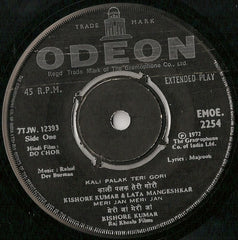 TRADE MARK
ODEON
Regd Trade Mark of The Gramophone Co.
45 R.P.M. EXTENDED PLAY
7TJW. 12393 EMOE.
Side One 2254
Hindi Film:
DO CHOR
℗ 1972
The Gramophone
Co. of India Ltd.
Music : Rahul
Dev Burman
Lyrics : Majrooh
KALI PALAK TERI GORI
काली पलक तेरी गोरी
KISHORE KUMAR & LATA MANGESHKAR
MERI JAN MERI JAN
मेरी जां मेरी जां
KISHORE KUMAR
Raj Khosla Films